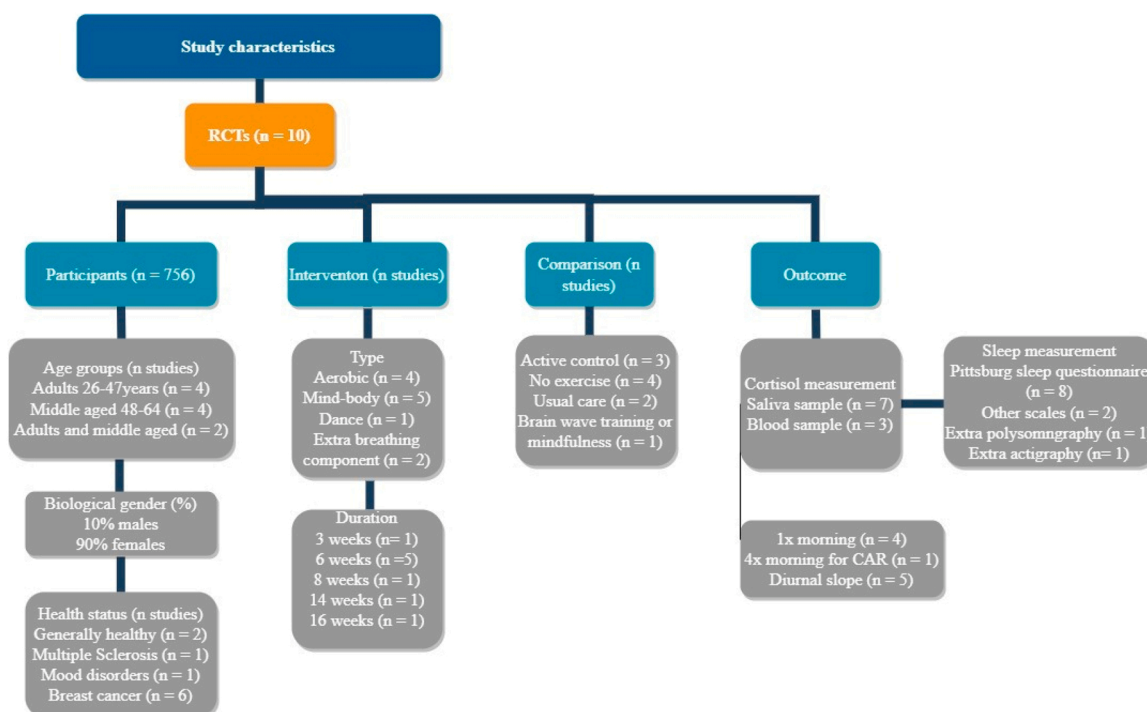 Study characteristics
RCTs (n = 10)
Participants (n = 756)
Interventon (n studies)
Comparison (n
studies)
Outcome
Age groups (n studies)
Adults 26-47years (n = 4)
Middle aged 48-64 (n = 4)
Adults and middle aged (n = 2)
Biological gender (%)
10% males
90% females
Health status (n studies)
Generally healthy (n = 2)
Multiple Sclerosis (n = 1)
Mood disorders (n = 1)
Breast cancer (n = 6)
Type
Aerobic (n = 4)
Mind-body (n = 5)
Dance (n = 1)
Extra breathing
component (n = 2)
Duration
3 weeks (n= 1)
6 weeks (n =5)
8 weeks (n = 1)
14 weeks (n = 1)
16 weeks (n = 1)
Active control (n = 3)
No exercise (n = 4)
Usual care (n = 2)
Brain wave training or
mindfulness (n = 1)
Cortisol measurement
Saliva sample (n = 7)
Blood sample (n = 3)
1x morning (n = 4)
4x morning for CAR (n = 1)
Diurnal slope (n = 5)
Sleep measurement
Pittsburg sleep questionnaire
(n = 8)
Other scales (n = 2)
Extra polysomngraphy (n = 1
Extra actigraphy (n= 1)